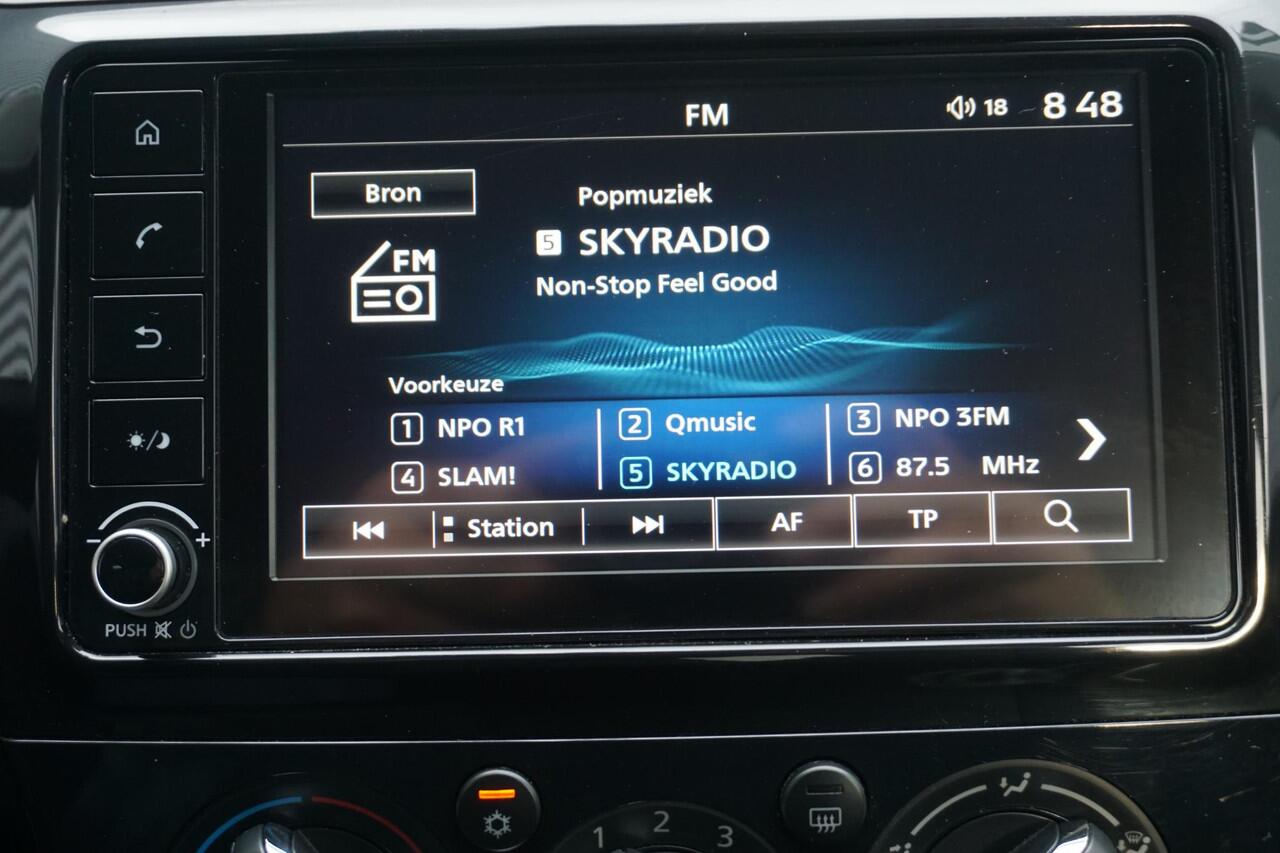 FM
18
8 48
Bron
FM
Popmuziek
5 SKYRADIO
Non-Stop Feel Good
Voorkeuze
1 NPO R1
2 Qmusic
3 NPO 3FM
4 SLAM!
5 SKYRADIO
6 87.5 MHz
Station
AF
TP
- +
PUSH
1 2 3